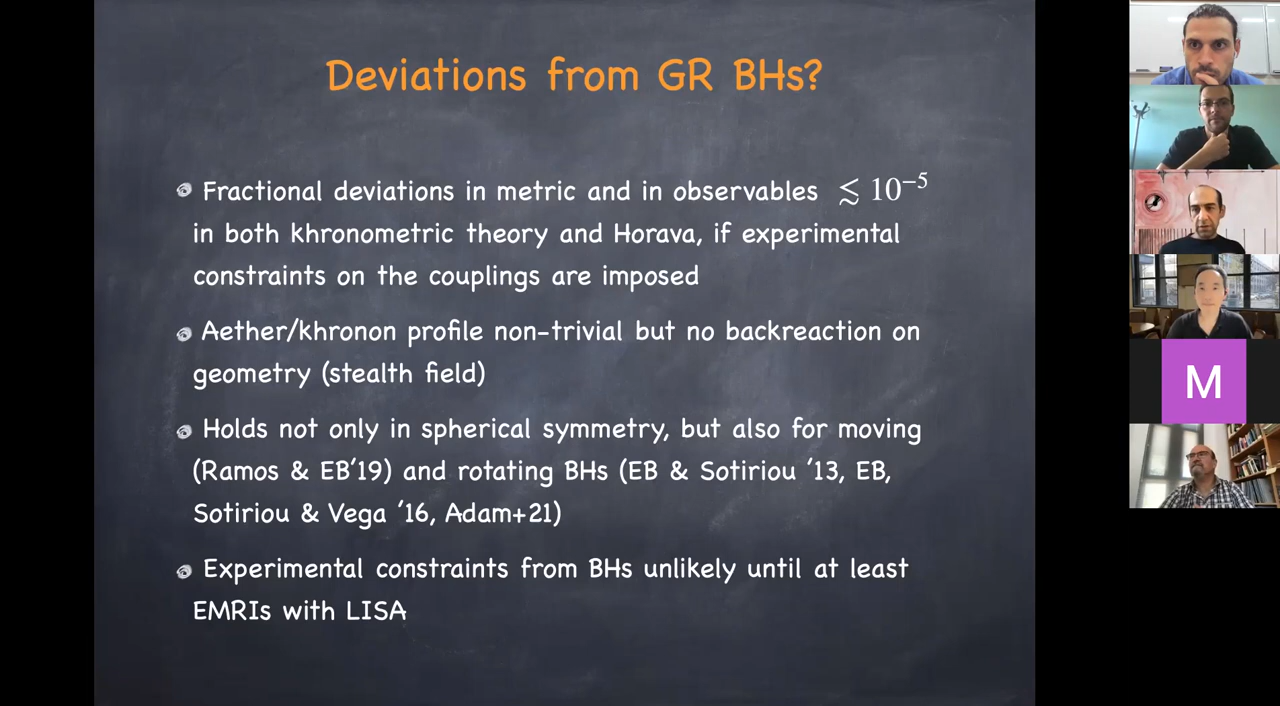 Deviations from GR BHs?
Fractional deviations in metric and in observables ≲ 10⁻⁵
in both khronometric theory and Horava, if experimental
constraints on the couplings are imposed
Aether/khronon profile non-trivial but no backreaction on
geometry (stealth field)
Holds not only in spherical symmetry, but also for moving
(Ramos & EB'19) and rotating BHs (EB & Sotiriou '13, EB,
Sotiriou & Vega '16, Adam+21)
Experimental constraints from BHs unlikely until at least
EMRIs with LISA
M